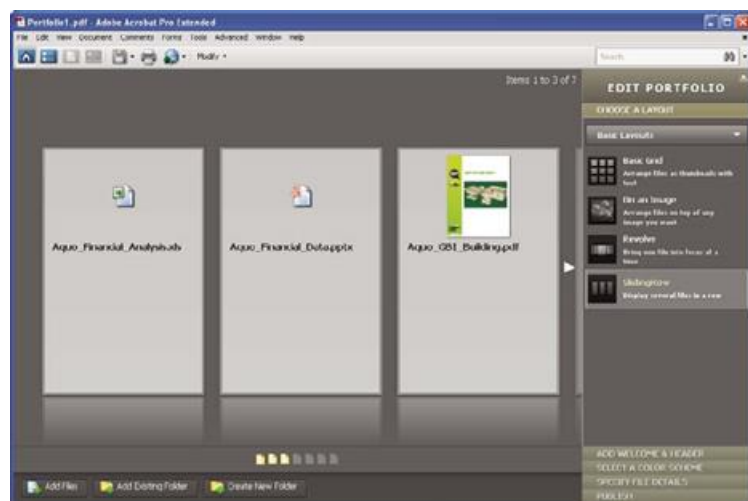 Portfolio1.pdf - Adobe Acrobat Pro Extended
File Edit View Document Comments Forms Tools Advanced Window Help
Modify
Search
Items 1 to 3 of 7
EDIT PORTFOLIO
CHOOSE A LAYOUT
Basic Layouts
Basic Grid
Arrange files as thumbnails with
text
On an Image
Arrange files on top of any
image you want
Revolve
Bring one file into focus at a
time
SlidingRow
Display several files in a row
Aquo_Financial_Analysis.xls
Aquo_Financial_Data.pptx
Aquo_GBI_Building.pdf
ADD WELCOME & HEADER
SELECT A COLOR SCHEME
SPECIFY FILE DETAILS
PUBLISH
Add Files
Add Existing Folder
Create New Folder